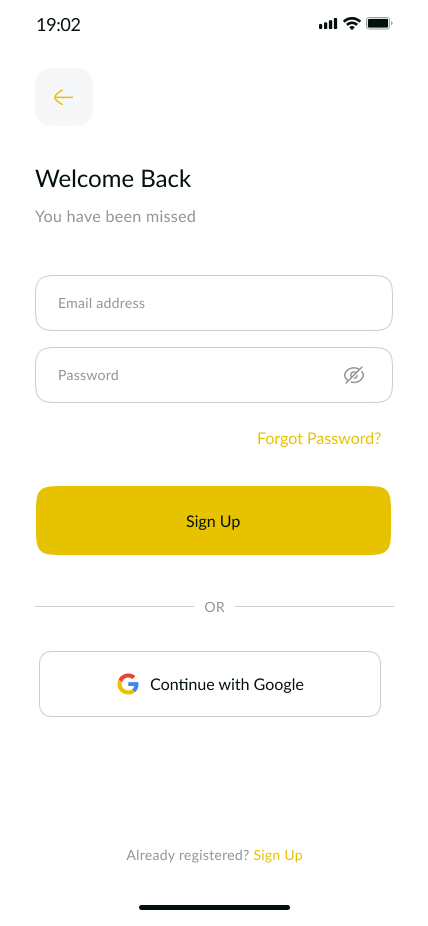 19:02
Welcome Back
You have been missed
Email address
Password
Forgot Password?
Sign Up
OR
Continue with Google
Already registered? Sign Up